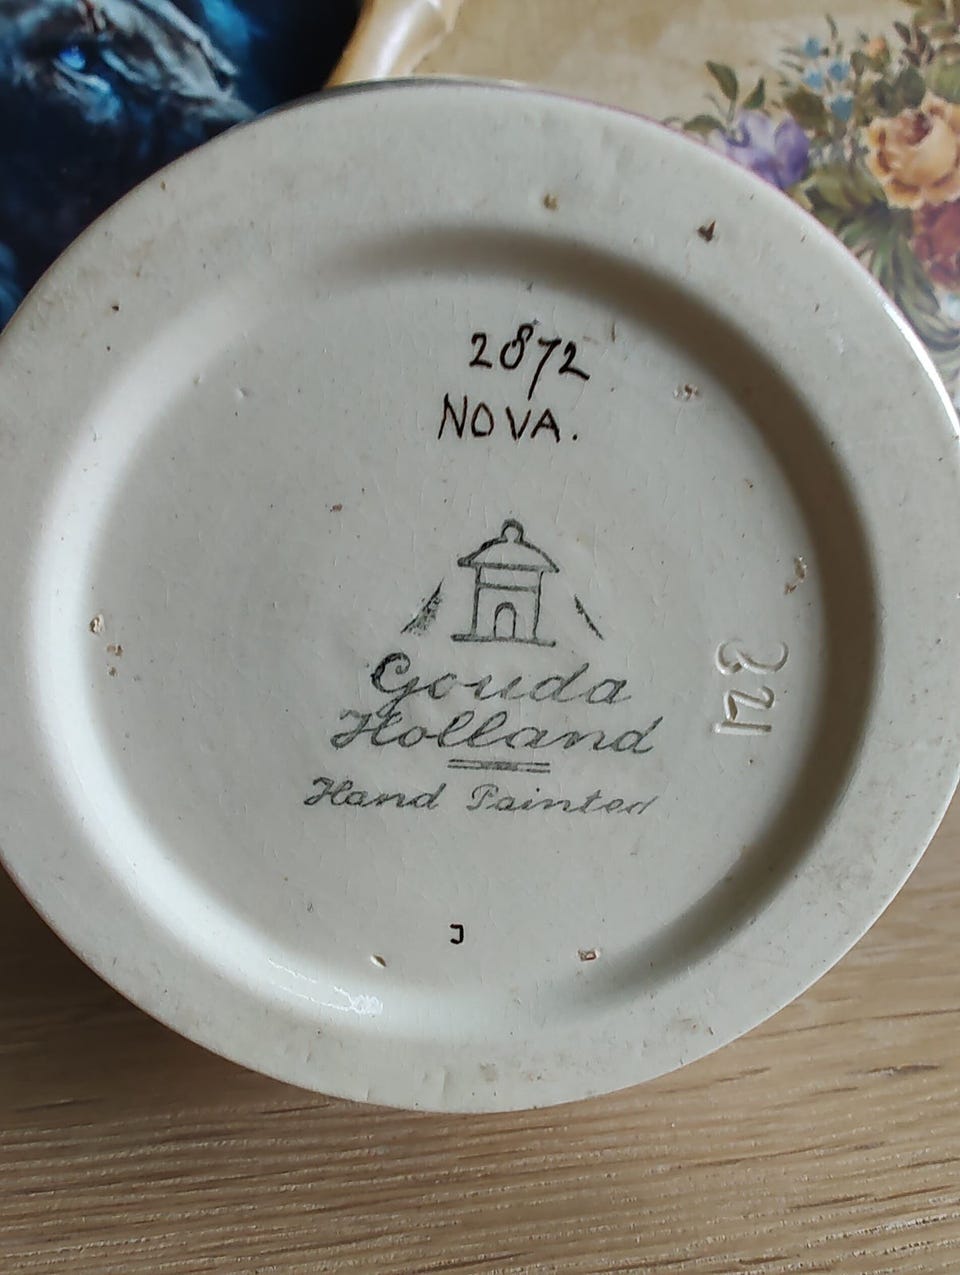 2872
NOVA.
Gouda
Holland
Hand Painted
J